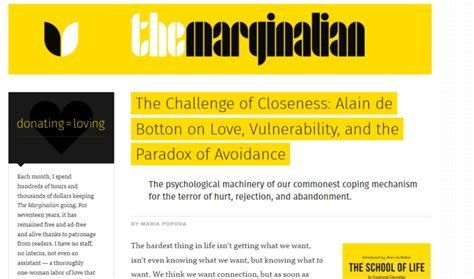 themarginalian
donating=loving
Each month, I spend
hundreds of hours and
thousands of dollars keeping
The Marginalian going. For
seventeen years, it has
remained free and ad-free
and alive thanks to patronage
from readers. I have no staff,
no interns, not even an
assistant — a thoroughly
one-woman labor of love that
The Challenge of Closeness: Alain de
Botton on Love, Vulnerability, and the
Paradox of Avoidance
The psychological machinery of our commonest coping mechanism
for the terror of hurt, rejection, and abandonment.
BY MARIA POPOVA
The hardest thing in life isn't getting what we want,
isn't even knowing what we want, but knowing what
to want. We think we want connection, but as soon as
Introduced by Alain de Botton
THE SCHOOL OF LIFE
An Emotional Education